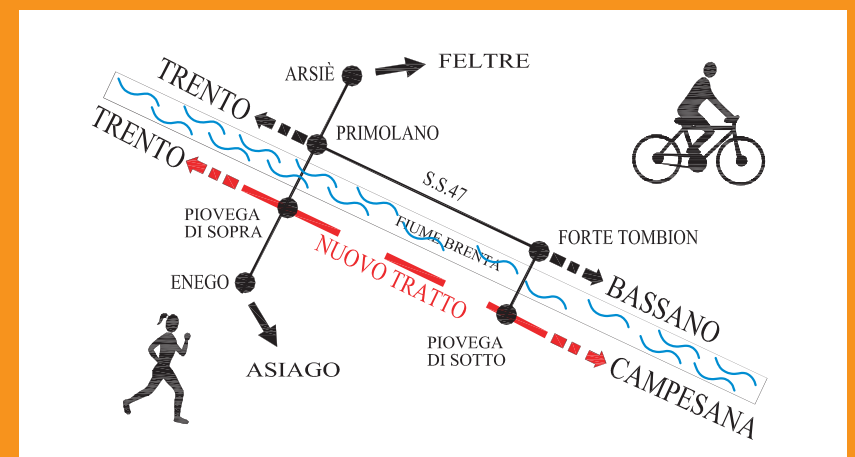 FELTRE
ARSIÈ
TRENTO
PRIMOLANO
TRENTO
S.S.47
PIOVEGA
DI SOPRA
FIUME BRENTA
FORTE TOMBION
NUOVO TRATTO
ENEGO
BASSANO
PIOVEGA
DI SOTTO
ASIAGO
CAMPESANA